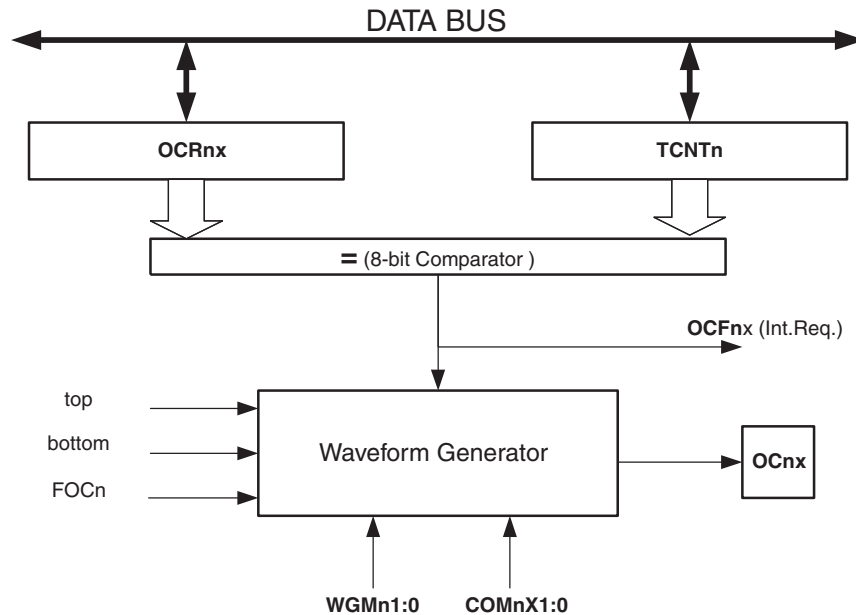 DATA BUS
OCRnx
TCNTn
= (8-bit Comparator )
OCFnx (Int.Req.)
top
bottom
FOCn
Waveform Generator
OCnx
WGMn1:0
COMnX1:0